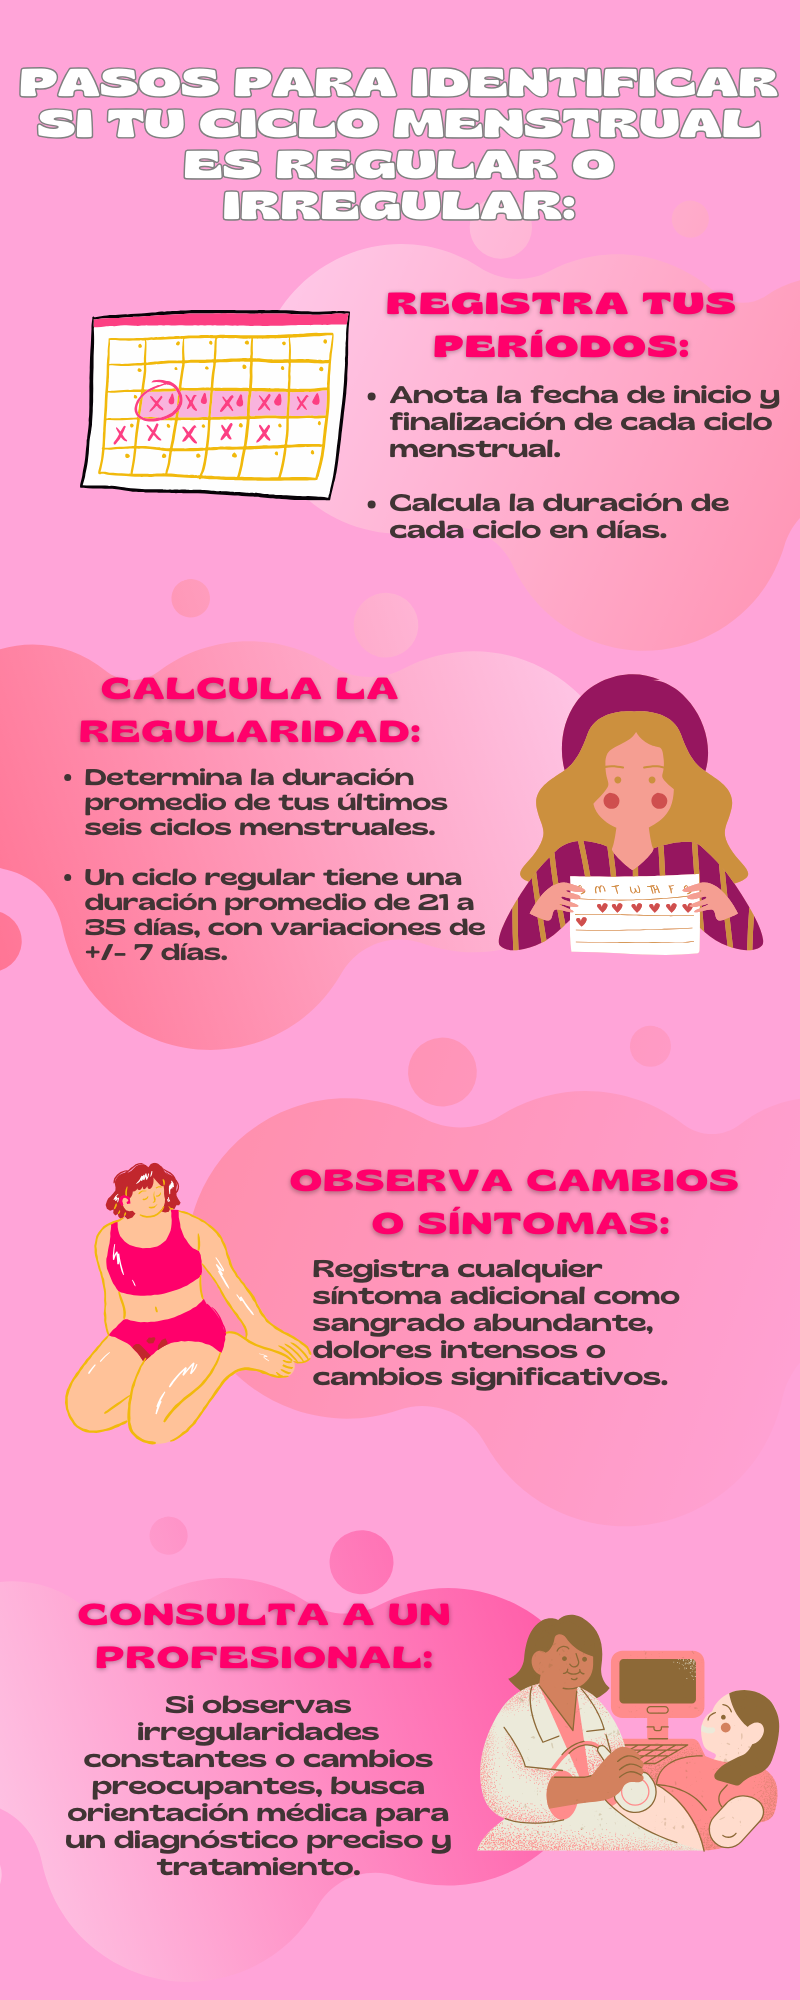 PASOS PARA IDENTIFICAR
SI TU CICLO MENSTRUAL
ES REGULAR O
IRREGULAR:
REGISTRA TUS
PERÍODOS:
• Anota la fecha de inicio y
finalización de cada ciclo
menstrual.
• Calcula la duración de
cada ciclo en días.
CALCULA LA
REGULARIDAD:
• Determina la duración
promedio de tus últimos
seis ciclos menstruales.
• Un ciclo regular tiene una
duración promedio de 21 a
35 días, con variaciones de
+/- 7 días.
M T W TH F
OBSERVA CAMBIOS
O SÍNTOMAS:
Registra cualquier
síntoma adicional como
sangrado abundante,
dolores intensos o
cambios significativos.
CONSULTA A UN
PROFESIONAL:
Si observas
irregularidades
constantes o cambios
preocupantes, busca
orientación médica para
un diagnóstico preciso y
tratamiento.